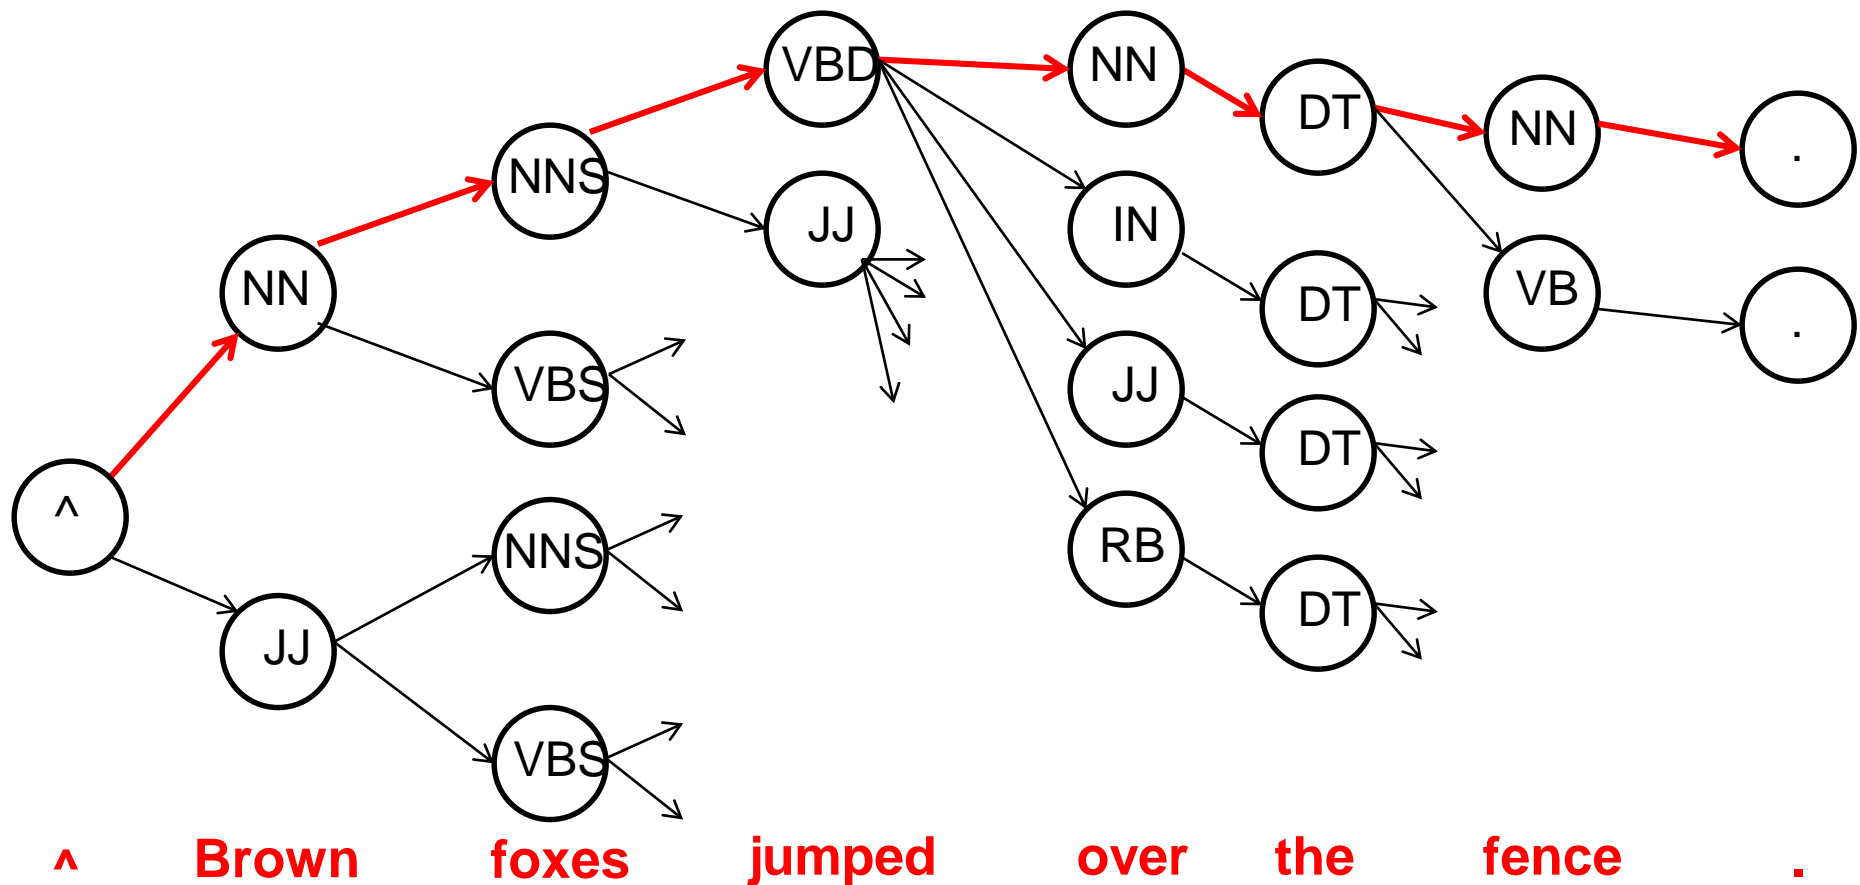 VBD NN
DT NN .
NNS
JJ IN
NN DT VB .
VBS JJ
DT
^ NNS RB
JJ DT
VBS
^ Brown foxes jumped over the fence .